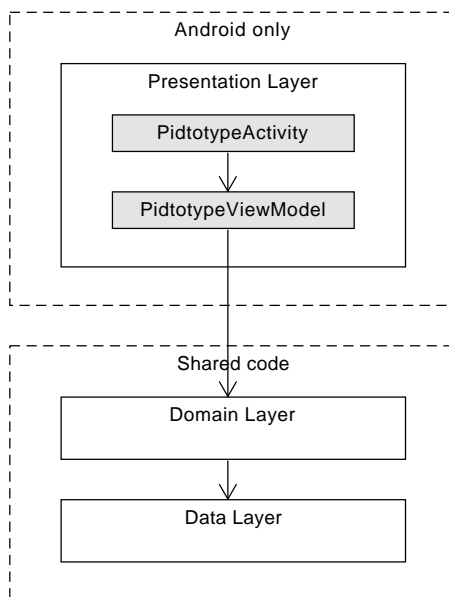 Android only
Presentation Layer
PidtotypeActivity
PidtotypeViewModel
Shared code
Domain Layer
Data Layer